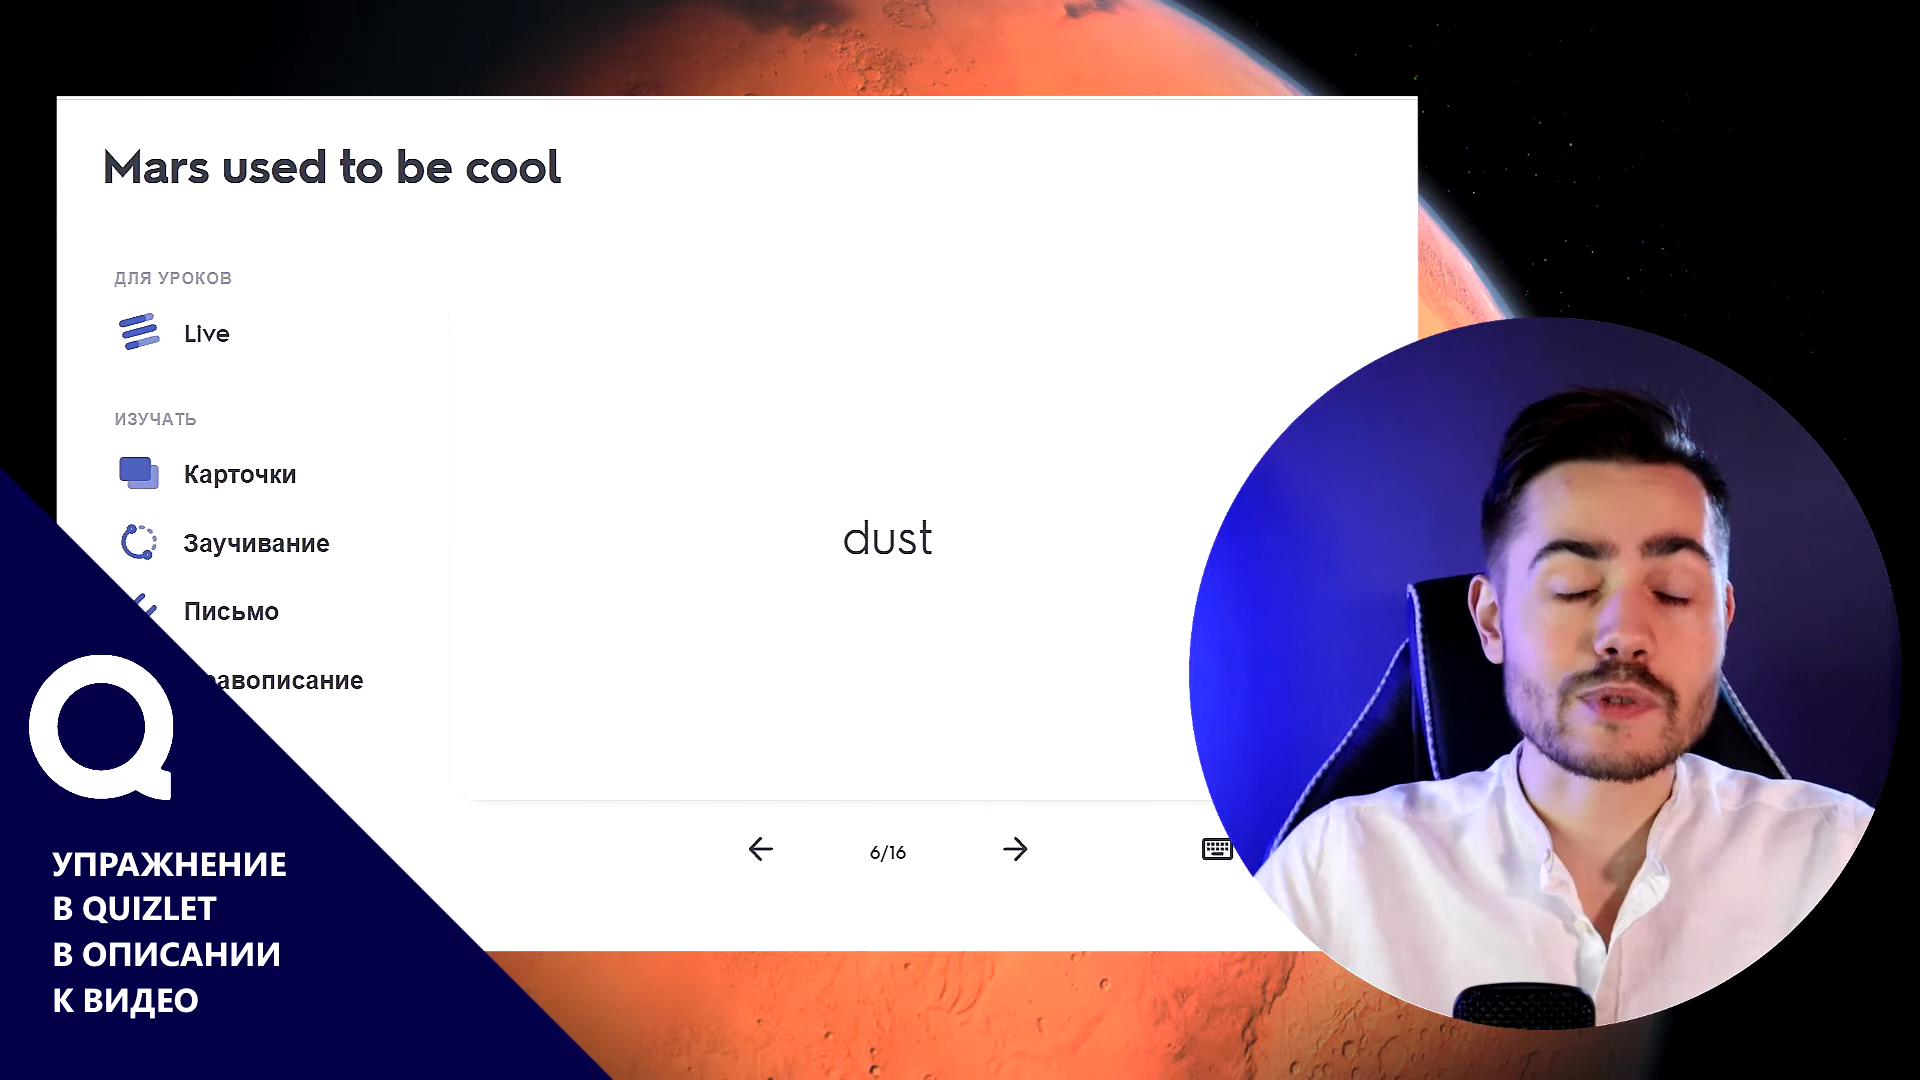 Mars used to be cool
ДЛЯ УРОКОВ
Live
ИЗУЧАТЬ
Карточки
Заучивание
Письмо
равописание
dust
6/16
УПРАЖНЕНИЕ
В QUIZLET
В ОПИСАНИИ
К ВИДЕО